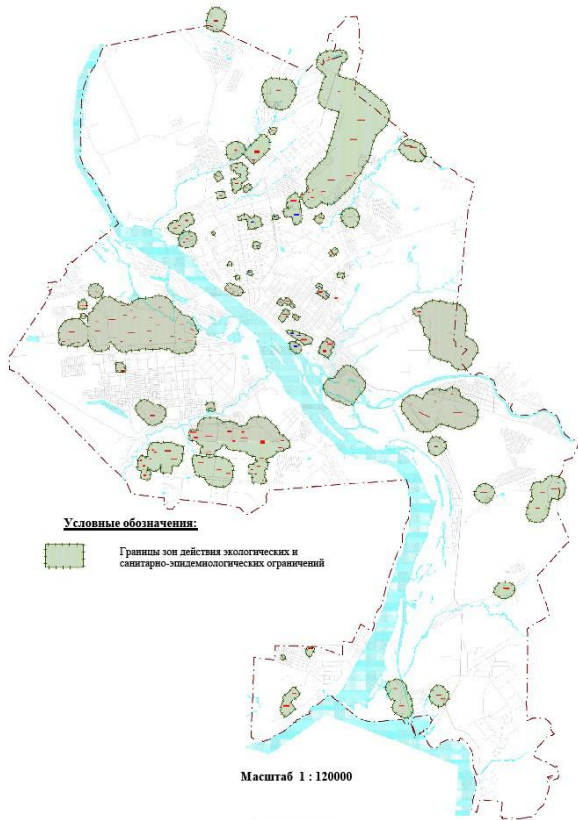 Условные обозначения:
Границы зон действия экологических и
санитарно-эпидемиологических ограничений
Масштаб 1 : 120000